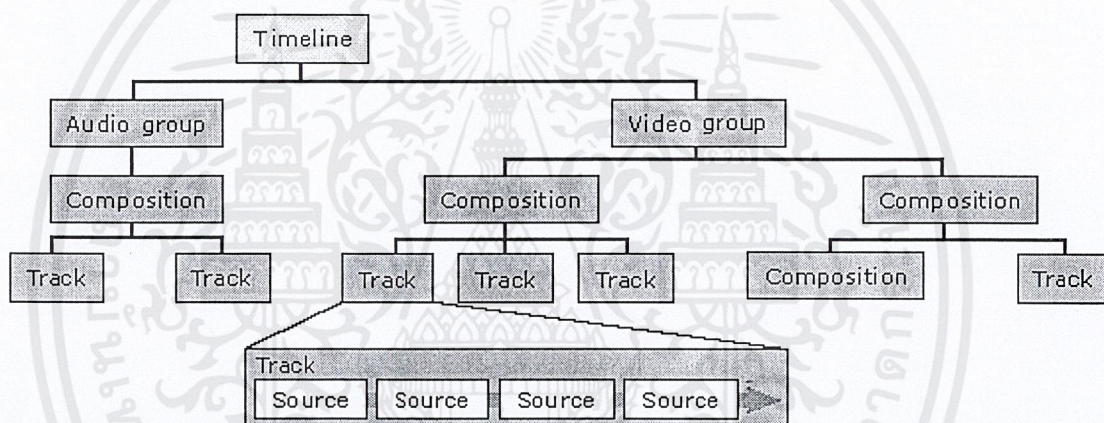 Timeline
Audio group Video group
Composition Composition Composition
Track Track Track Track Track Composition Track
Track
Source Source Source Source